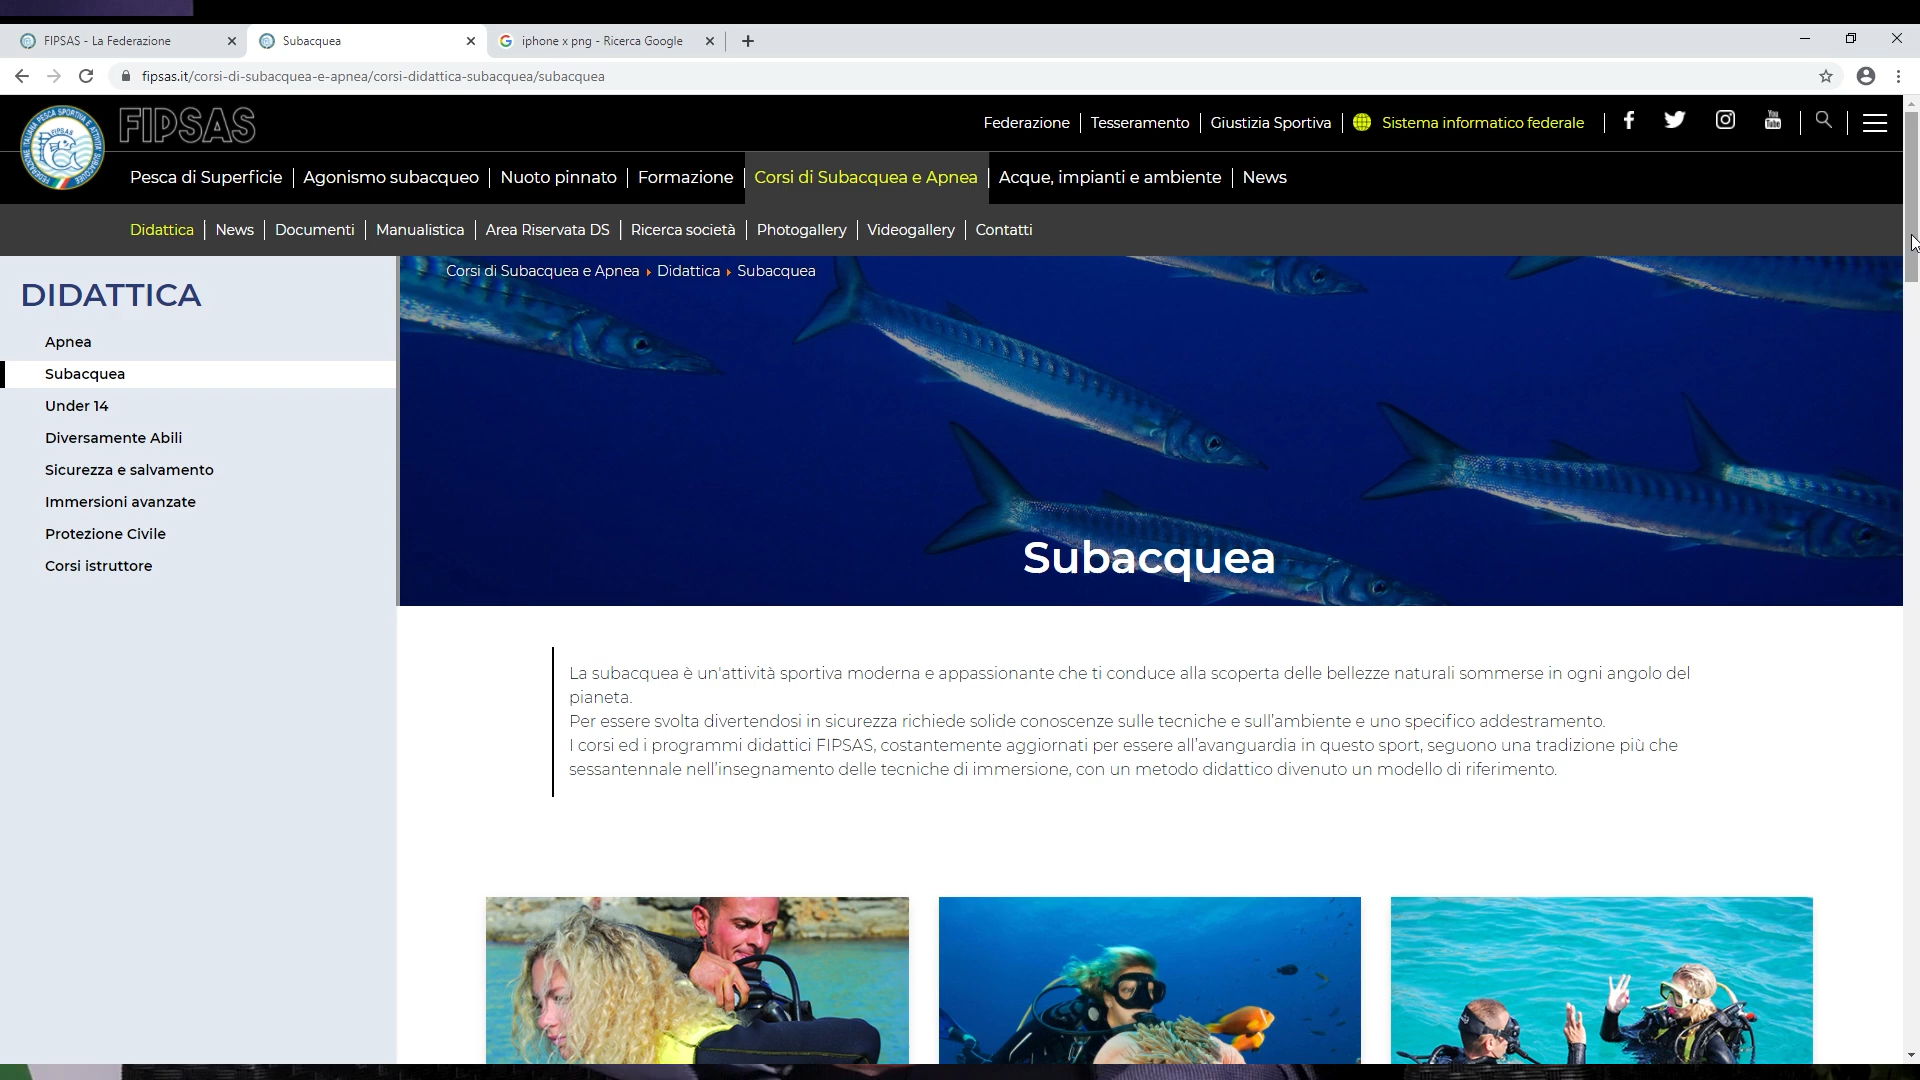 FIPSAS - La Federazione
Subacquea
iphone x png - Ricerca Google
fipsas.it/corsi-di-subacquea-e-apnea/corsi-didattica-subacquea/subacquea
FIPSAS
Federazione
Tesseramento
Giustizia Sportiva
Sistema informatico federale
Pesca di Superficie
Agonismo subacqueo
Nuoto pinnato
Formazione
Corsi di Subacquea e Apnea
Acque, impianti e ambiente
News
Didattica
News
Documenti
Manualistica
Area Riservata DS
Ricerca società
Photogallery
Videogallery
Contatti
DIDATTICA
Apnea
Subacquea
Under 14
Diversamente Abili
Sicurezza e salvamento
Immersioni avanzate
Protezione Civile
Corsi istruttore
Corsi di Subacquea e Apnea
Didattica
Subacquea
Subacquea
La subacquea è un'attività sportiva moderna e appassionante che ti conduce alla scoperta delle bellezze naturali sommerse in ogni angolo del
pianeta.
Per essere svolta divertendosi in sicurezza richiede solide conoscenze sulle tecniche e sull'ambiente e uno specifico addestramento.
I corsi ed i programmi didattici FIPSAS, costantemente aggiornati per essere all'avanguardia in questo sport, seguono una tradizione più che
sessantennale nell'insegnamento delle tecniche di immersione, con un metodo didattico divenuto un modello di riferimento.